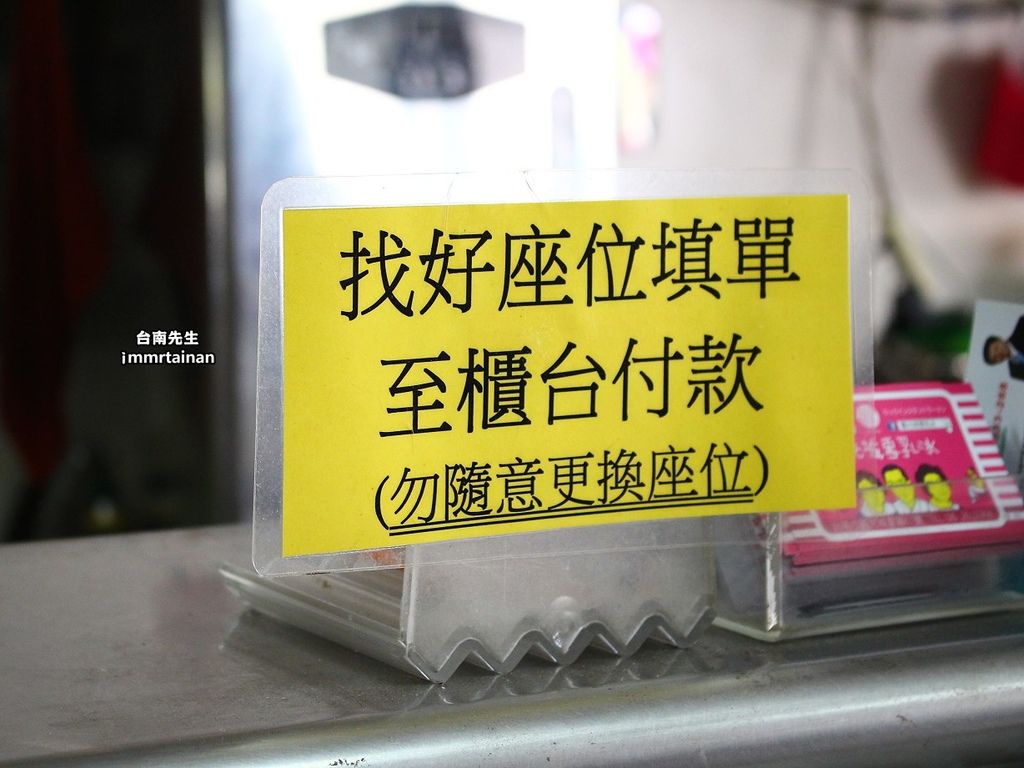 找好座位填單
至櫃台付款
(勿隨意更換座位)
台南先生
jmmrtainan